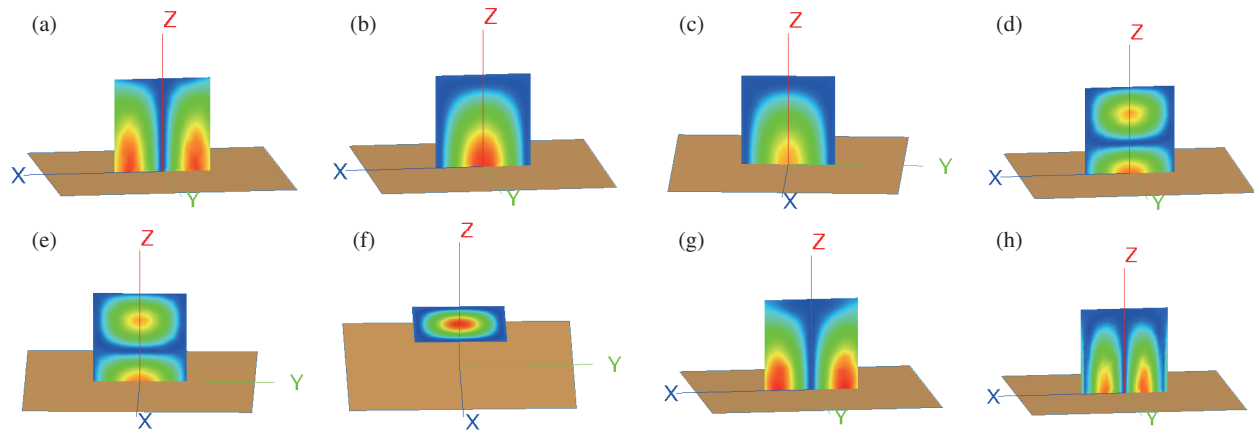 (a) Z X Y
(b) Z X Y
(c) Z Y X
(d) Z X Y
(e) Z Y X
(f) Z Y X
(g) Z X Y
(h) Z X Y